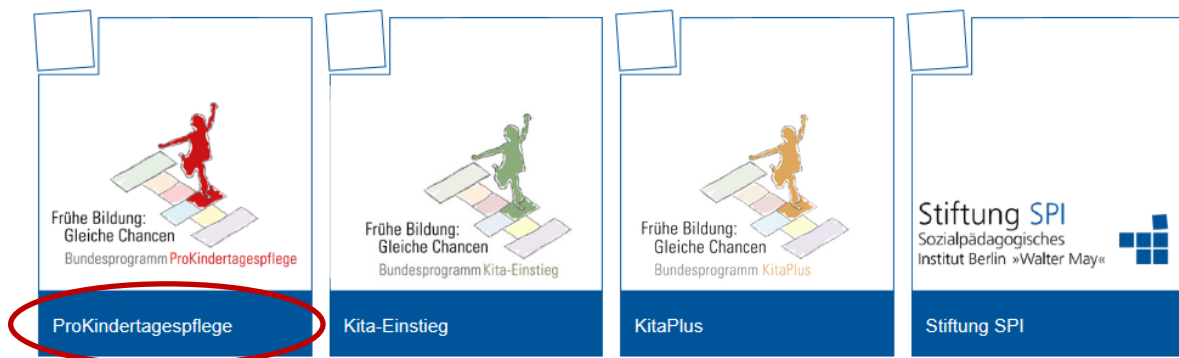 Frühe Bildung:
Gleiche Chancen
Bundesprogramm ProKindertagespflege
ProKindertagespflege
Frühe Bildung:
Gleiche Chancen
Bundesprogramm Kita-Einstieg
Kita-Einstieg
Frühe Bildung:
Gleiche Chancen
Bundesprogramm KitaPlus
KitaPlus
Stiftung SPI
Sozialpädagogisches
Institut Berlin »Walter May«
Stiftung SPI